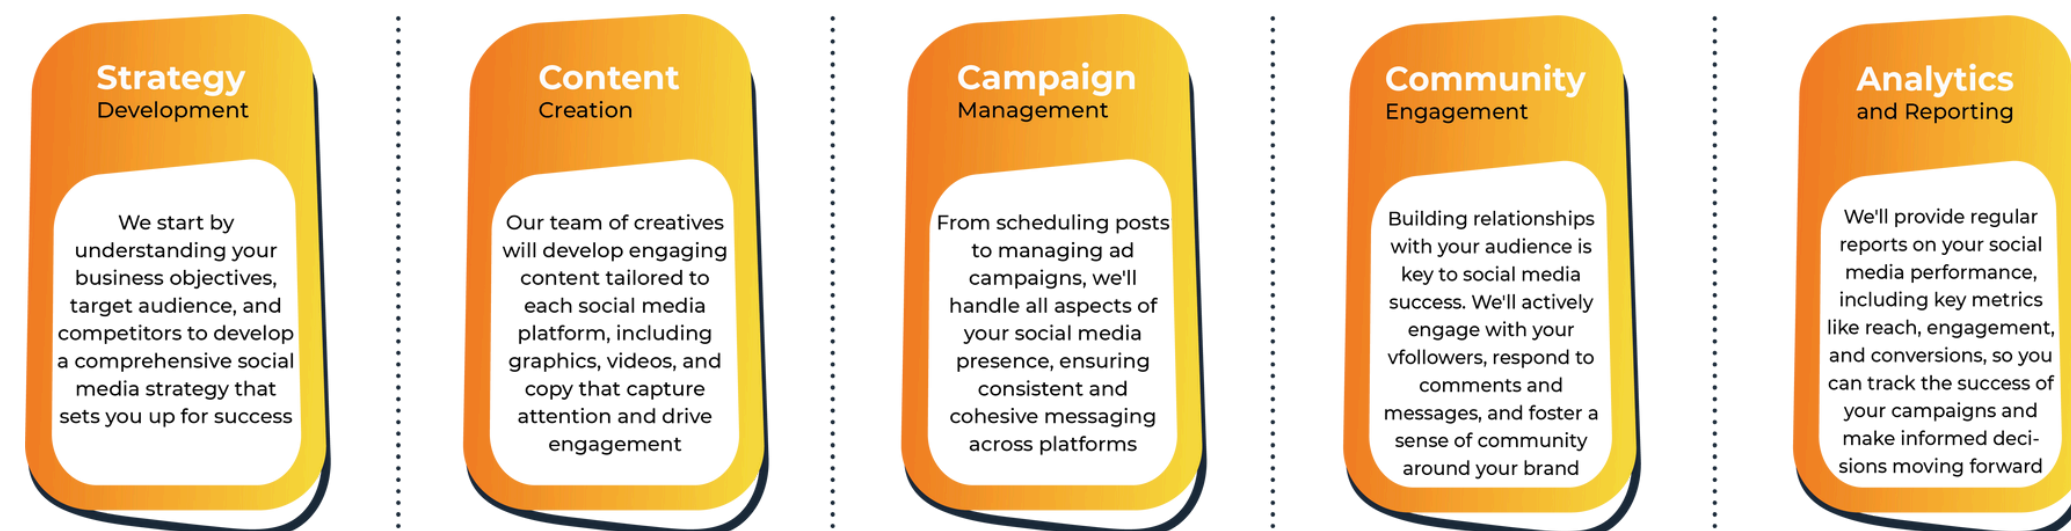 Strategy
Development
We start by
understanding your
business objectives,
target audience, and
competitors to develop
a comprehensive social
media strategy that
sets you up for success
Content
Creation
Our team of creatives
will develop engaging
content tailored to
each social media
platform, including
graphics, videos, and
copy that capture
attention and drive
engagement
Campaign
Management
From scheduling posts
to managing ad
campaigns, we'll
handle all aspects of
your social media
presence, ensuring
consistent and
cohesive messaging
across platforms
Community
Engagement
Building relationships
with your audience is
key to social media
success. We'll actively
engage with your
vfollowers, respond to
comments and
messages, and foster a
sense of community
around your brand
Analytics
and Reporting
We'll provide regular
reports on your social
media performance,
including key metrics
like reach, engagement,
and conversions, so you
can track the success of
your campaigns and
make informed deci-
sions moving forward